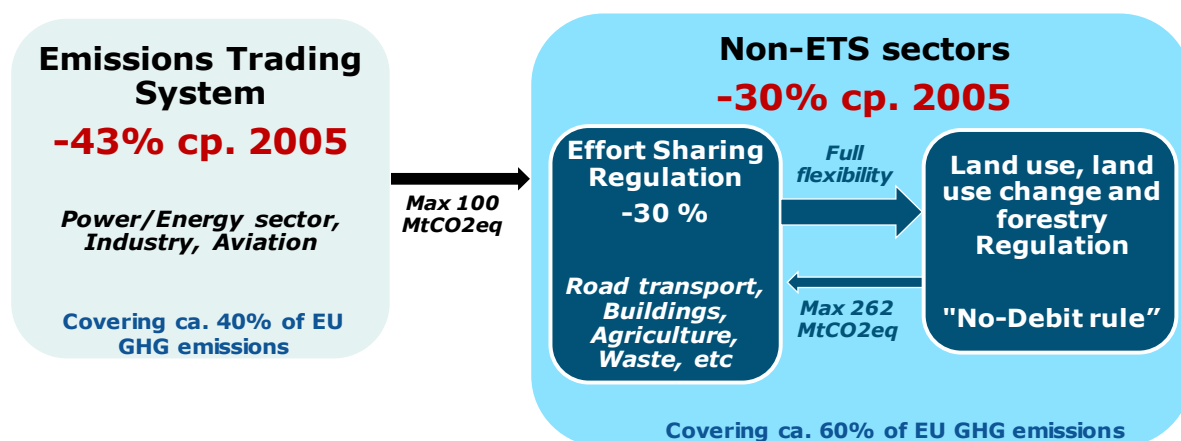 Emissions Trading
System
-43% cp. 2005
Power/Energy sector,
Industry, Aviation
Covering ca. 40% of EU
GHG emissions
Max 100
MtCO2eq
Non-ETS sectors
-30% cp. 2005
Effort Sharing
Regulation
-30 %
Road transport,
Buildings,
Agriculture,
Waste, etc
Full
flexibility
Max 262
MtCO2eq
Land use, land
use change and
forestry
Regulation
"No-Debit rule”
Covering ca. 60% of EU GHG emissions